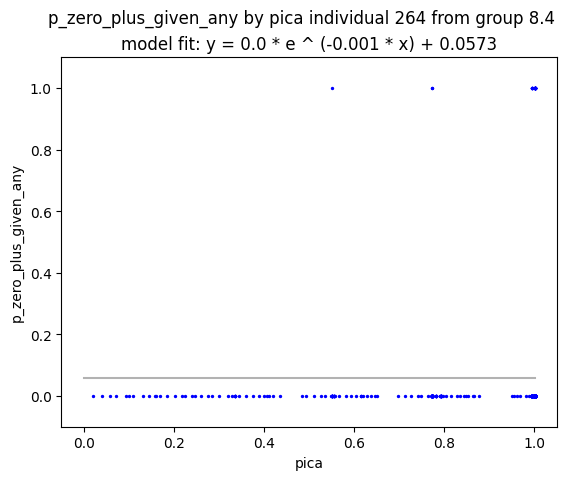 p_zero_plus_given_any by pica individual 264 from group 8.4
model fit: y = 0.0 * e ^ (-0.001 * x) + 0.0573
1.0
0.8
0.6
0.4
0.2
0.0
p_zero_plus_given_any
0.0 0.2 0.4 0.6 0.8 1.0
pica